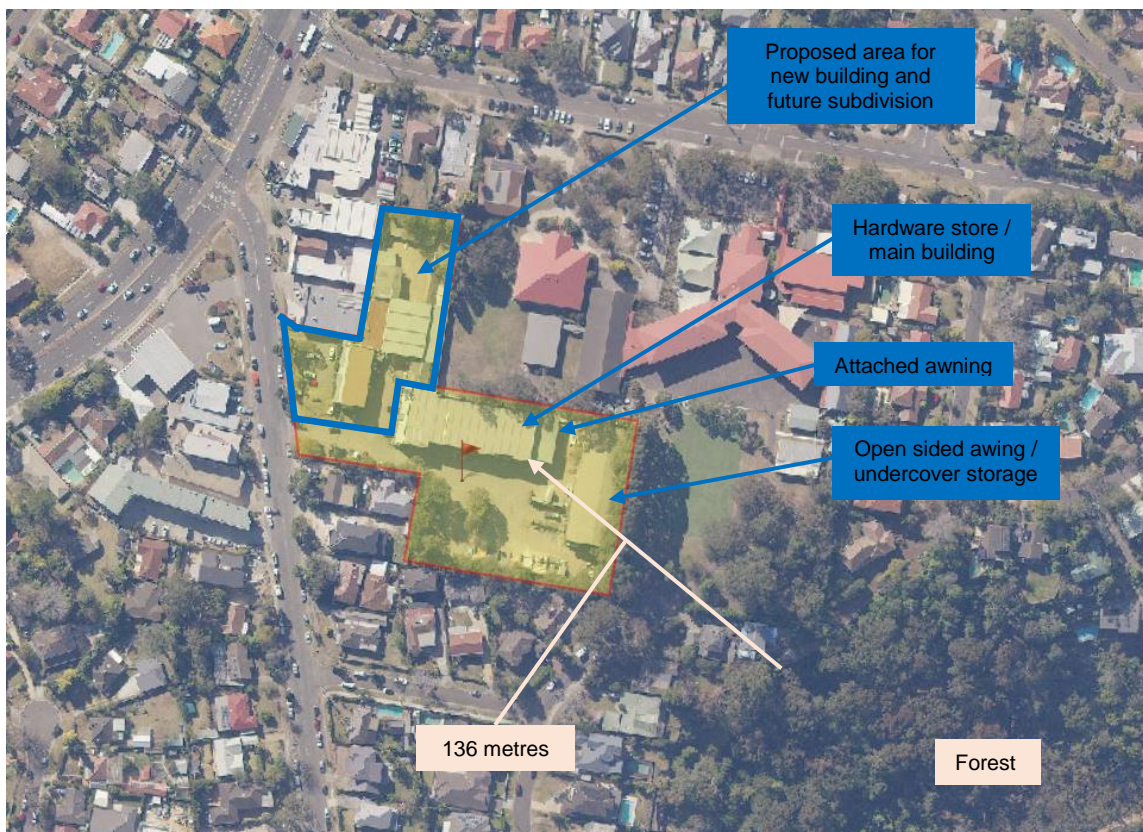 Proposed area for
new building and
future subdivision
Hardware store /
main building
Attached awning
Open sided awing /
undercover storage
136 metres
Forest